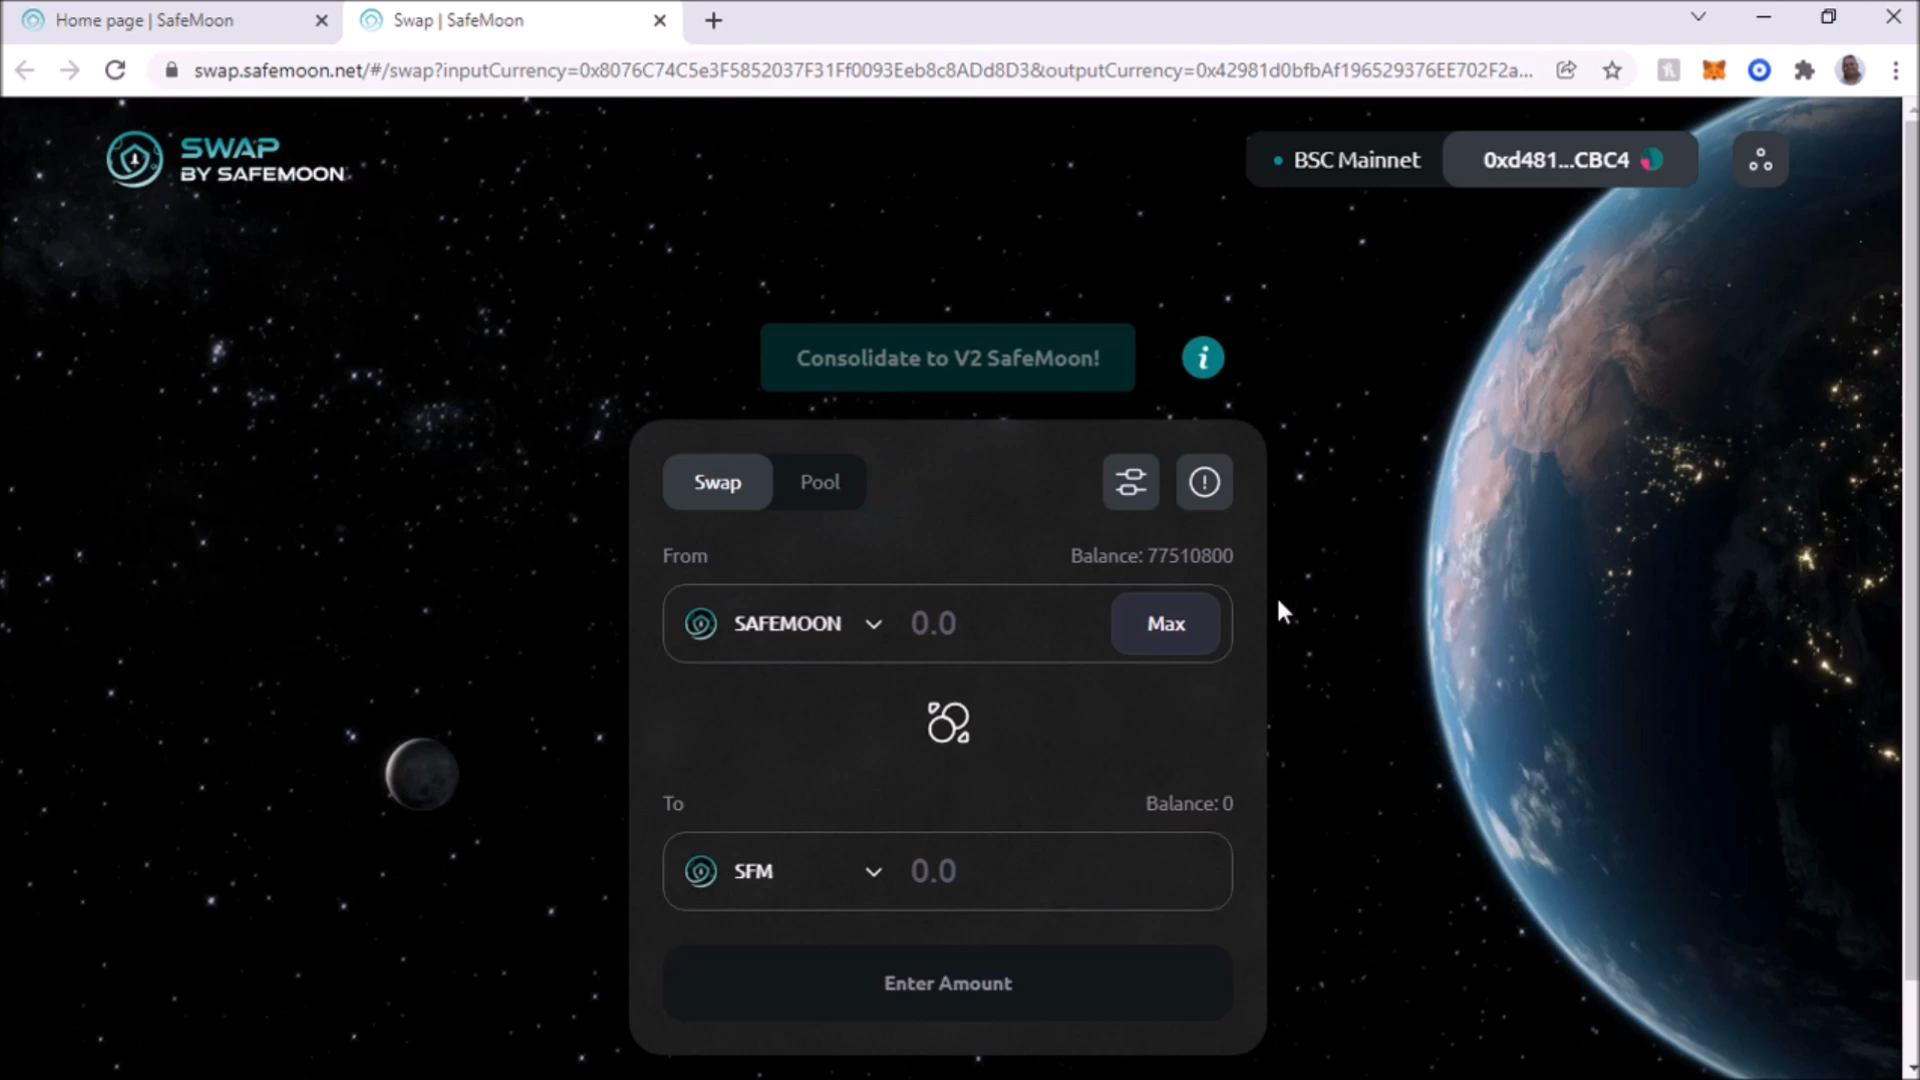 Home page | SafeMoon
Swap | SafeMoon
swap.safemoon.net/#/swap?inputCurrency=0x8076C74C5e3F5852037F31Ff0093Eeb8c8ADd8D3&outputCurrency=0x42981d0bfbAf196529376EE702F2a...
SWAP
BY SAFEMOON
BSC Mainnet
0xd481...CBC4
Consolidate to V2 SafeMoon!
Swap
Pool
From
Balance: 77510800
SAFEMOON
0.0
Max
To
Balance: 0
SFM
0.0
Enter Amount